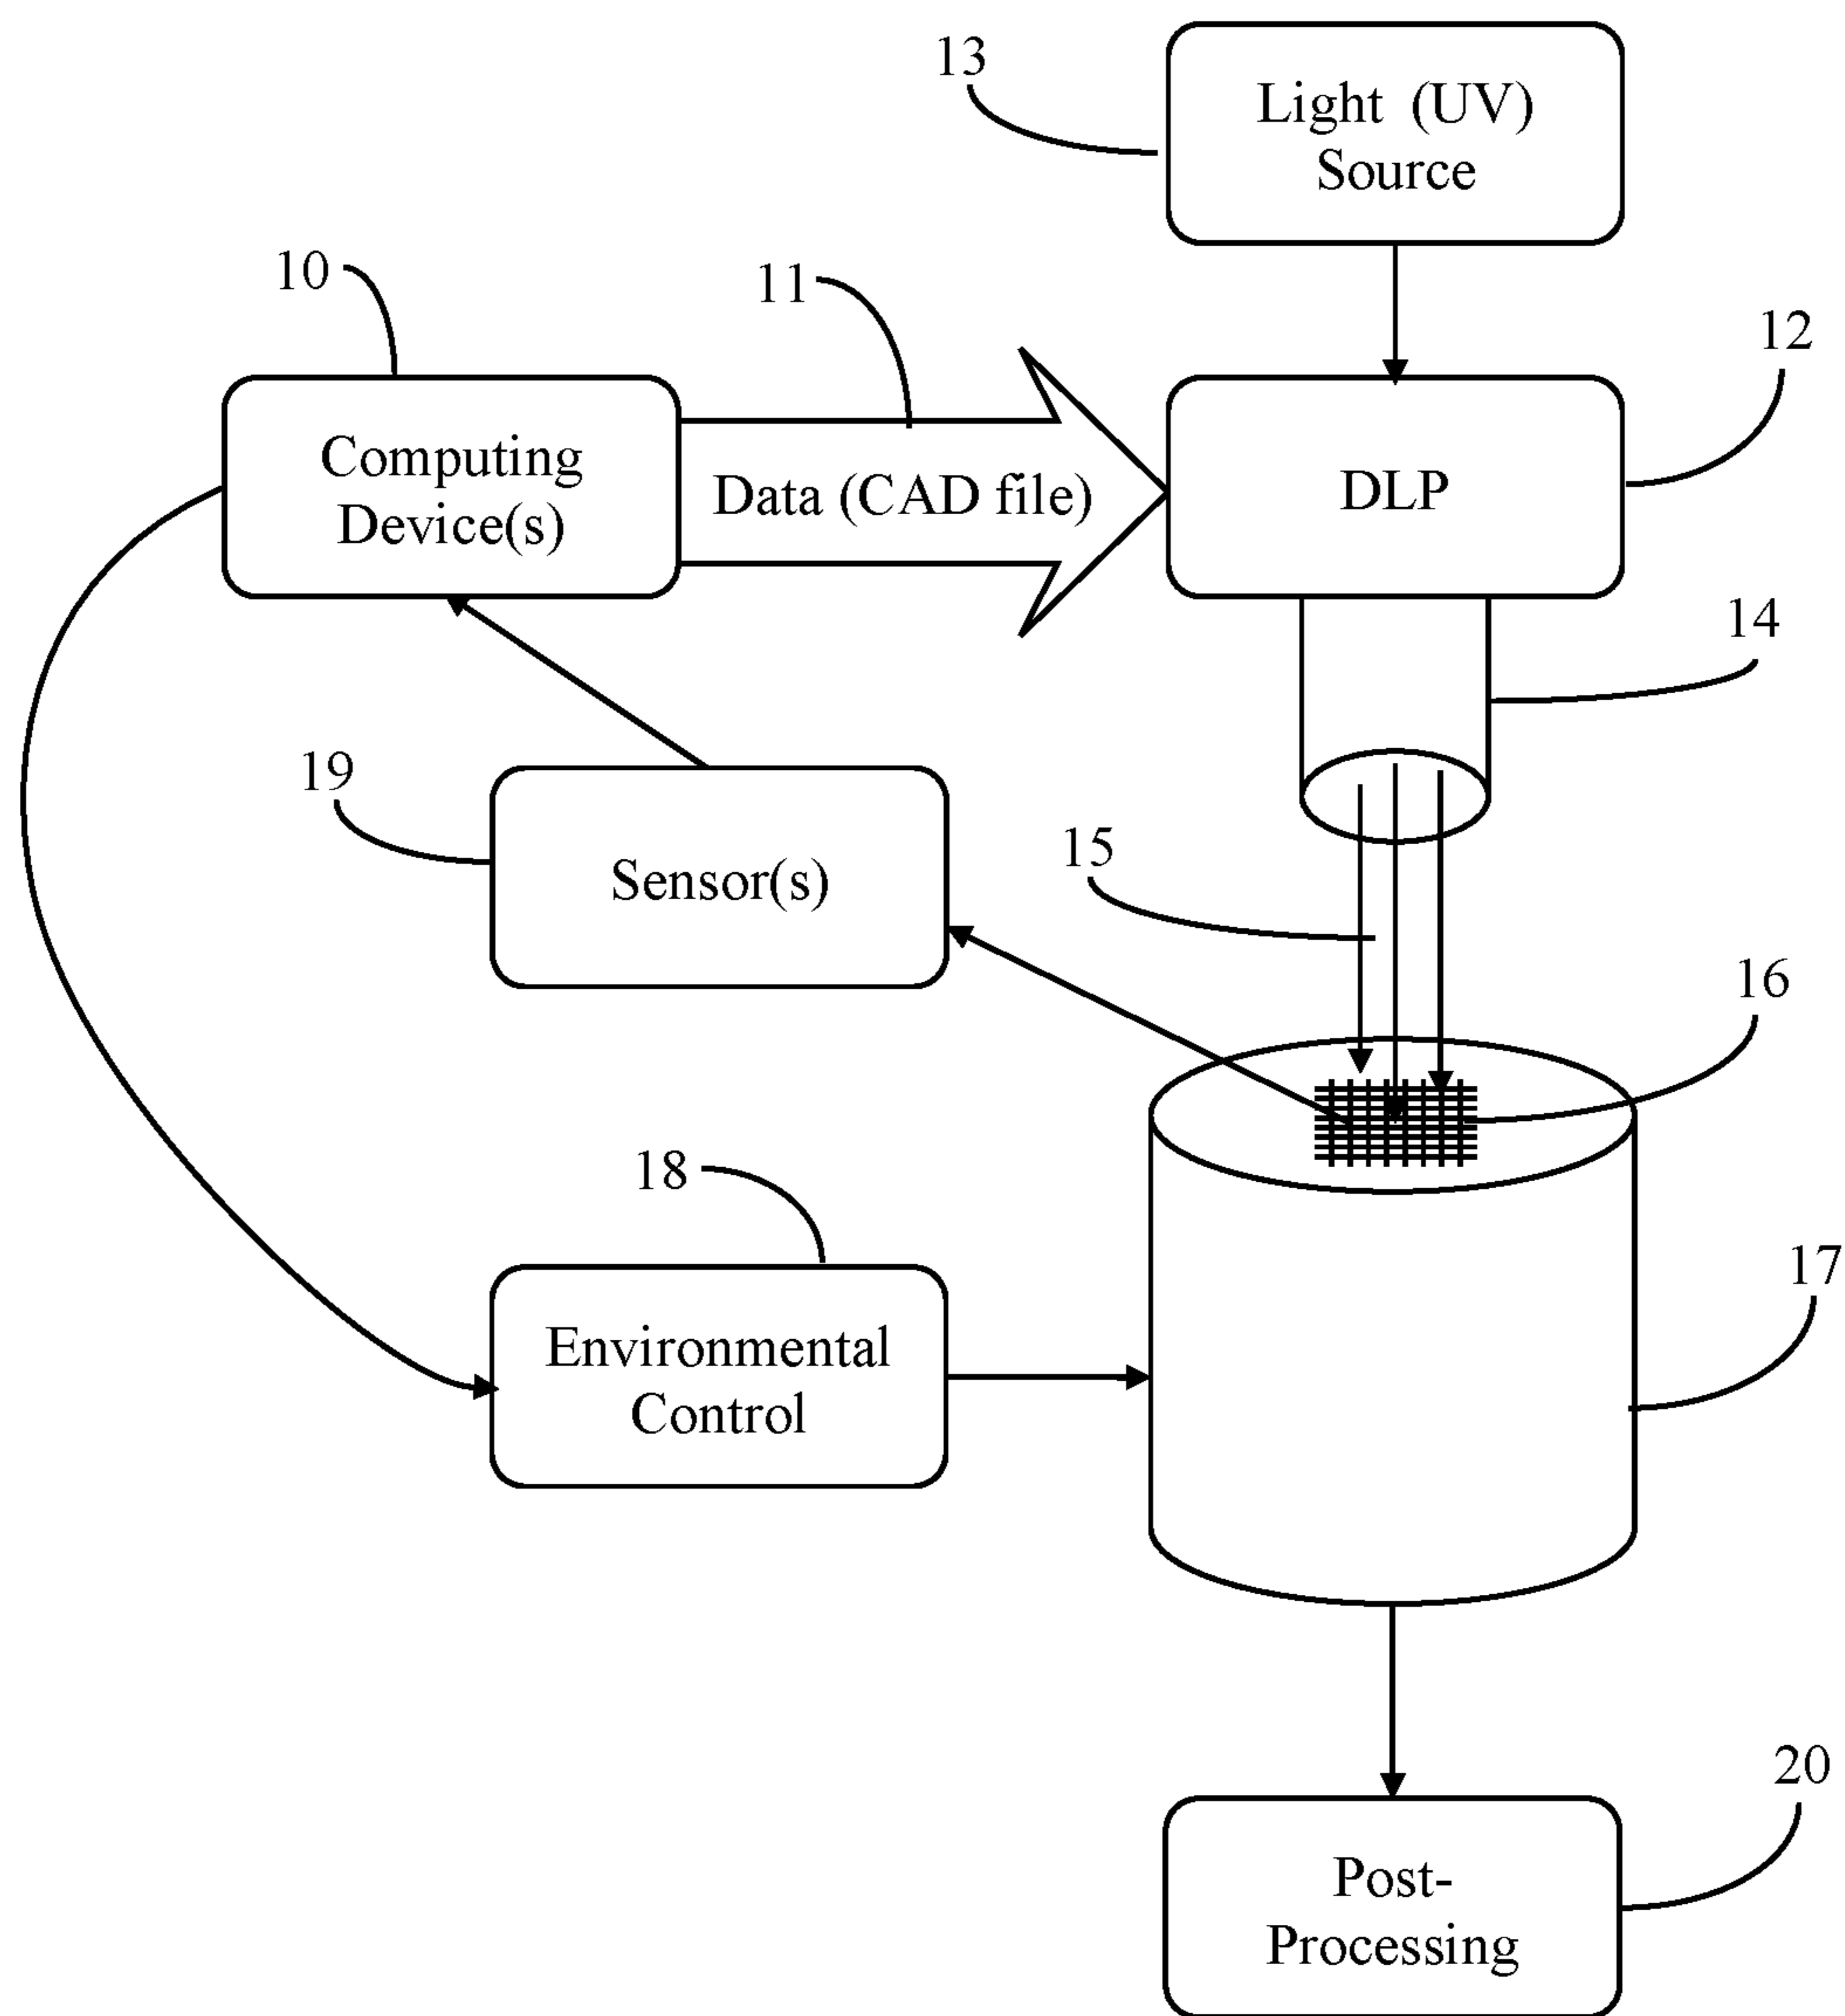 13
Light (UV)
Source
10
11
12
Computing
Device(s)
Data (CAD file)
DLP
14
19
Sensor(s)
15
16
18
17
Environmental
Control
20
Post-
Processing